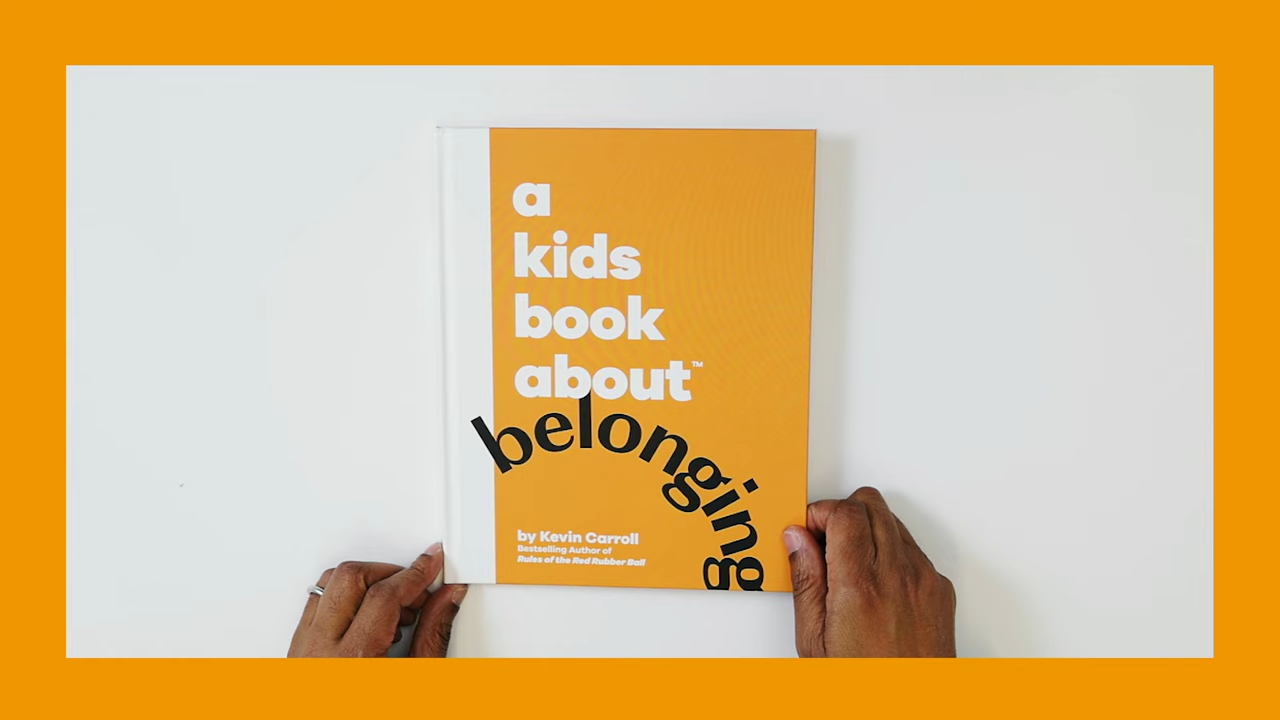 a
kids
book
about™
belonging
by Kevin Carroll
Bestselling Author of
Rules of the Red Rubber Ball